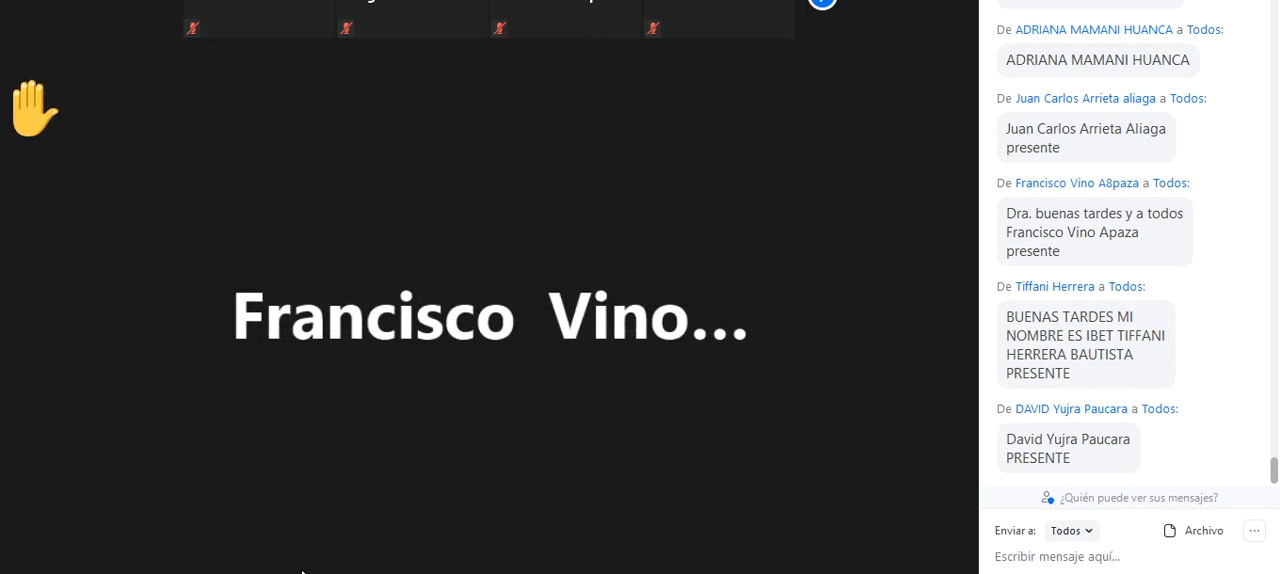 Francisco Vino...
De ADRIANA MAMANI HUANCA a Todos:
ADRIANA MAMANI HUANCA
De Juan Carlos Arrieta aliaga a Todos:
Juan Carlos Arrieta Aliaga
presente
De Francisco Vino A8paza a Todos:
Dra. buenas tardes y a todos
Francisco Vino Apaza
presente
De Tiffani Herrera a Todos:
BUENAS TARDES MI
NOMBRE ES IBET TIFFANI
HERRERA BAUTISTA
PRESENTE
De DAVID Yujra Paucara a Todos:
David Yujra Paucara
PRESENTE
¿Quién puede ver sus mensajes?
Enviar a: Todos Archivo ...
Escribir mensaje aquí...